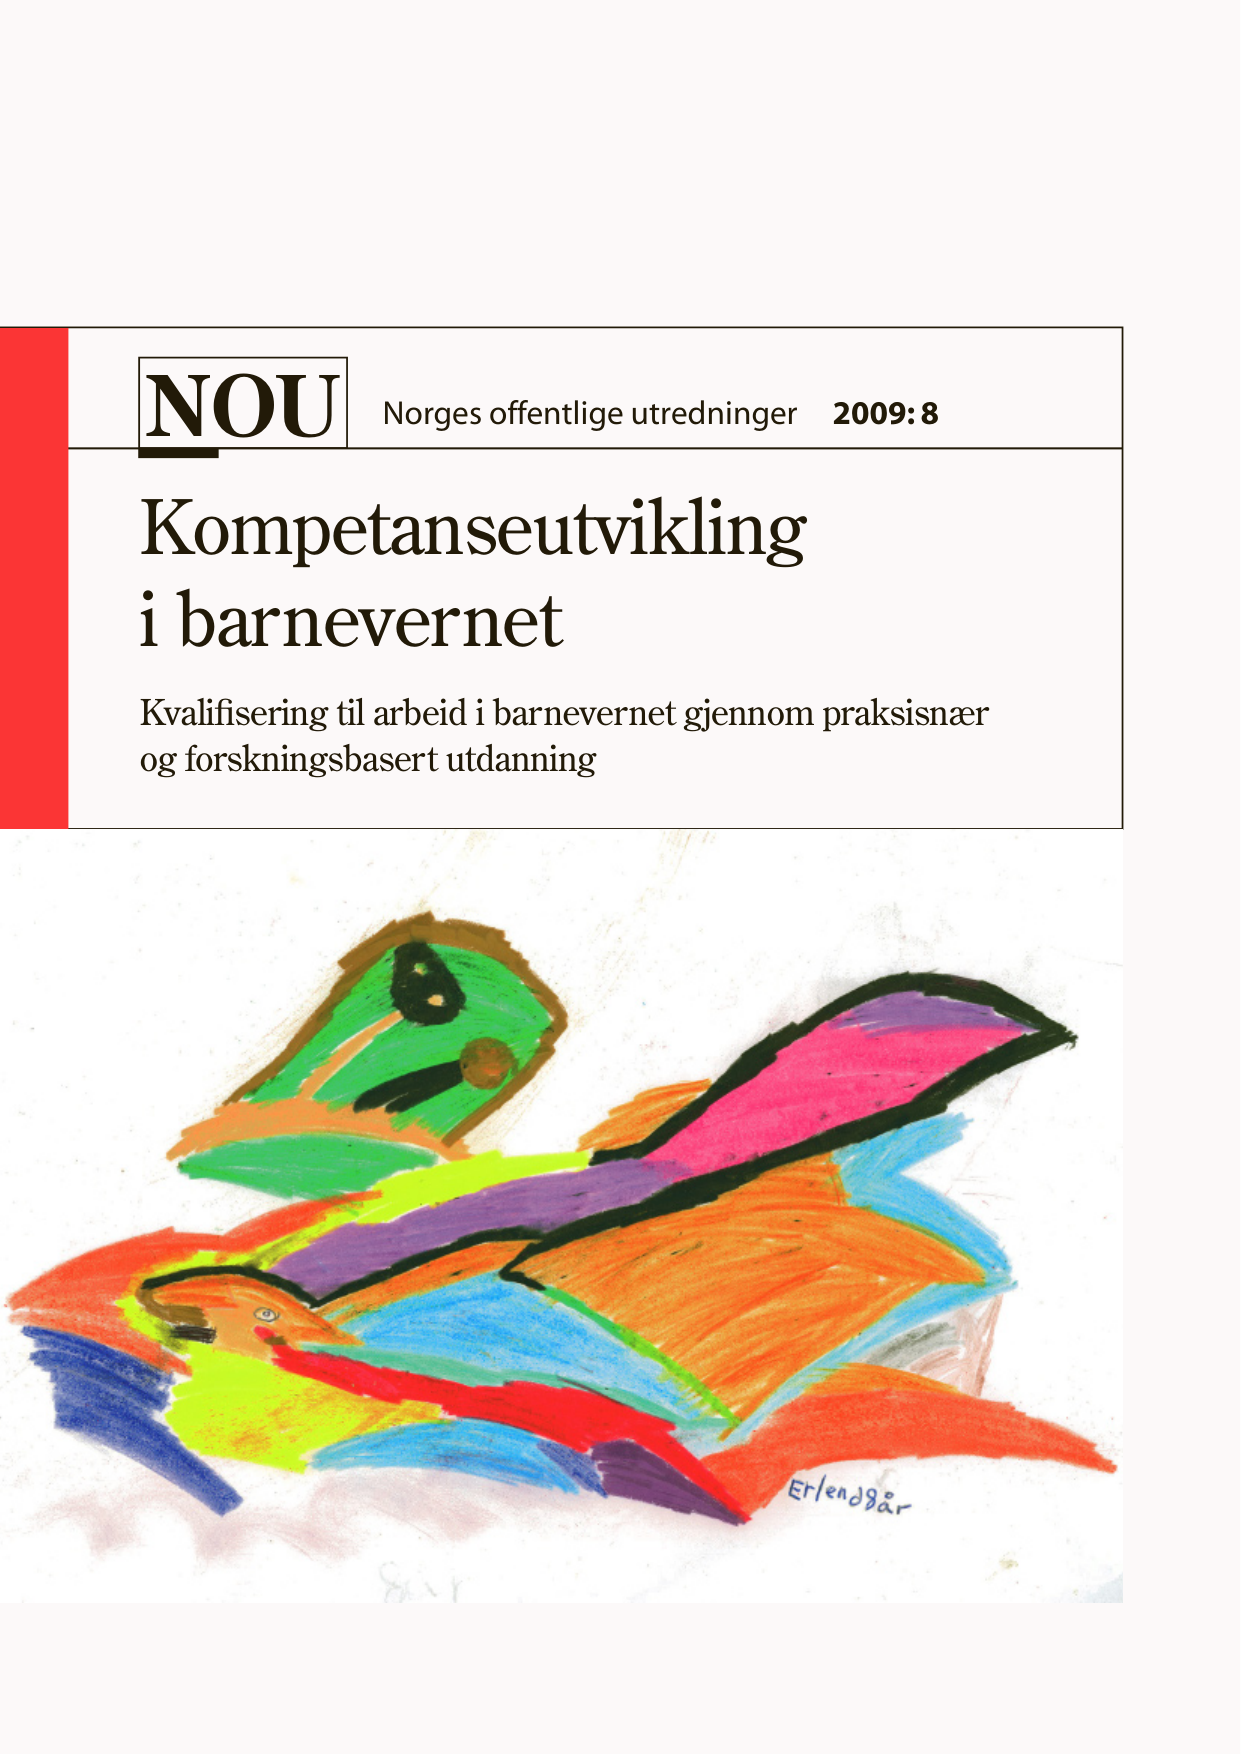 NOU
Norges offentlige utredninger 2009: 8
Kompetanseutvikling
i barnevernet
Kvalifisering til arbeid i barnevernet gjennom praksisnær
og forskningsbasert utdanning
Erlend 8 år